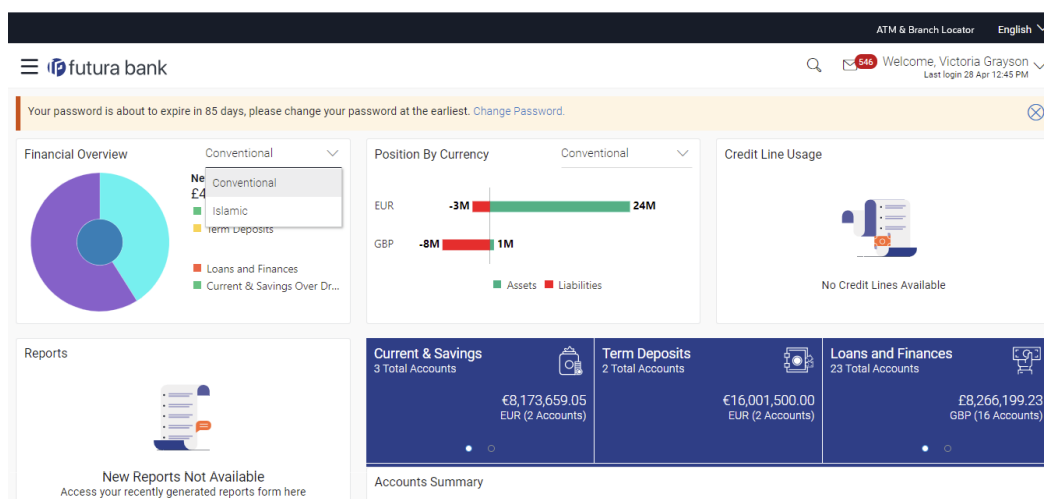 ATM & Branch Locator English
futura bank
546 Welcome, Victoria Grayson
Last login 28 Apr 12:45 PM
Your password is about to expire in 85 days, please change your password at the earliest. Change Password.
Financial Overview Conventional
Conventional
Islamic
Term Deposits
Loans and Finances
Current & Savings Over Dr...
Position By Currency Conventional
EUR -3M 24M
GBP -8M 1M
Assets Liabilities
Credit Line Usage
No Credit Lines Available
Reports
New Reports Not Available
Access your recently generated reports form here
Current & Savings
3 Total Accounts
€8,173,659.05
EUR (2 Accounts)
Term Deposits
2 Total Accounts
€16,001,500.00
EUR (2 Accounts)
Loans and Finances
23 Total Accounts
£8,266,199.23
GBP (16 Accounts)
Accounts Summary